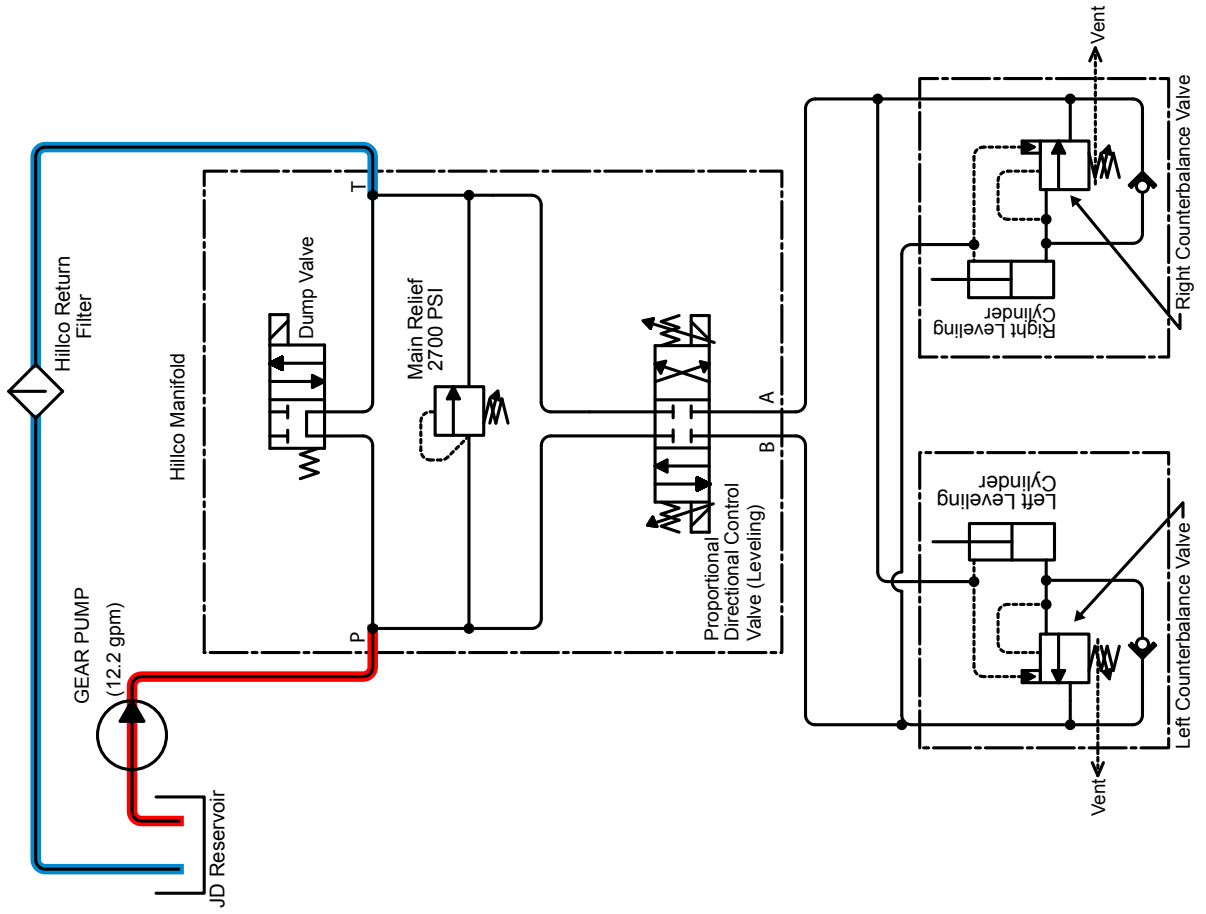 Hillco Return
Filter
GEAR PUMP
(12.2 gpm)
JD Reservoir
Hillco Manifold
P
T
Dump Valve
Main Relief
2700 PSI
Proportional
Directional Control
Valve (Leveling)
B
A
Left Leveling
Cylinder
Right Leveling
Cylinder
Vent
Vent
Left Counterbalance Valve
Right Counterbalance Valve